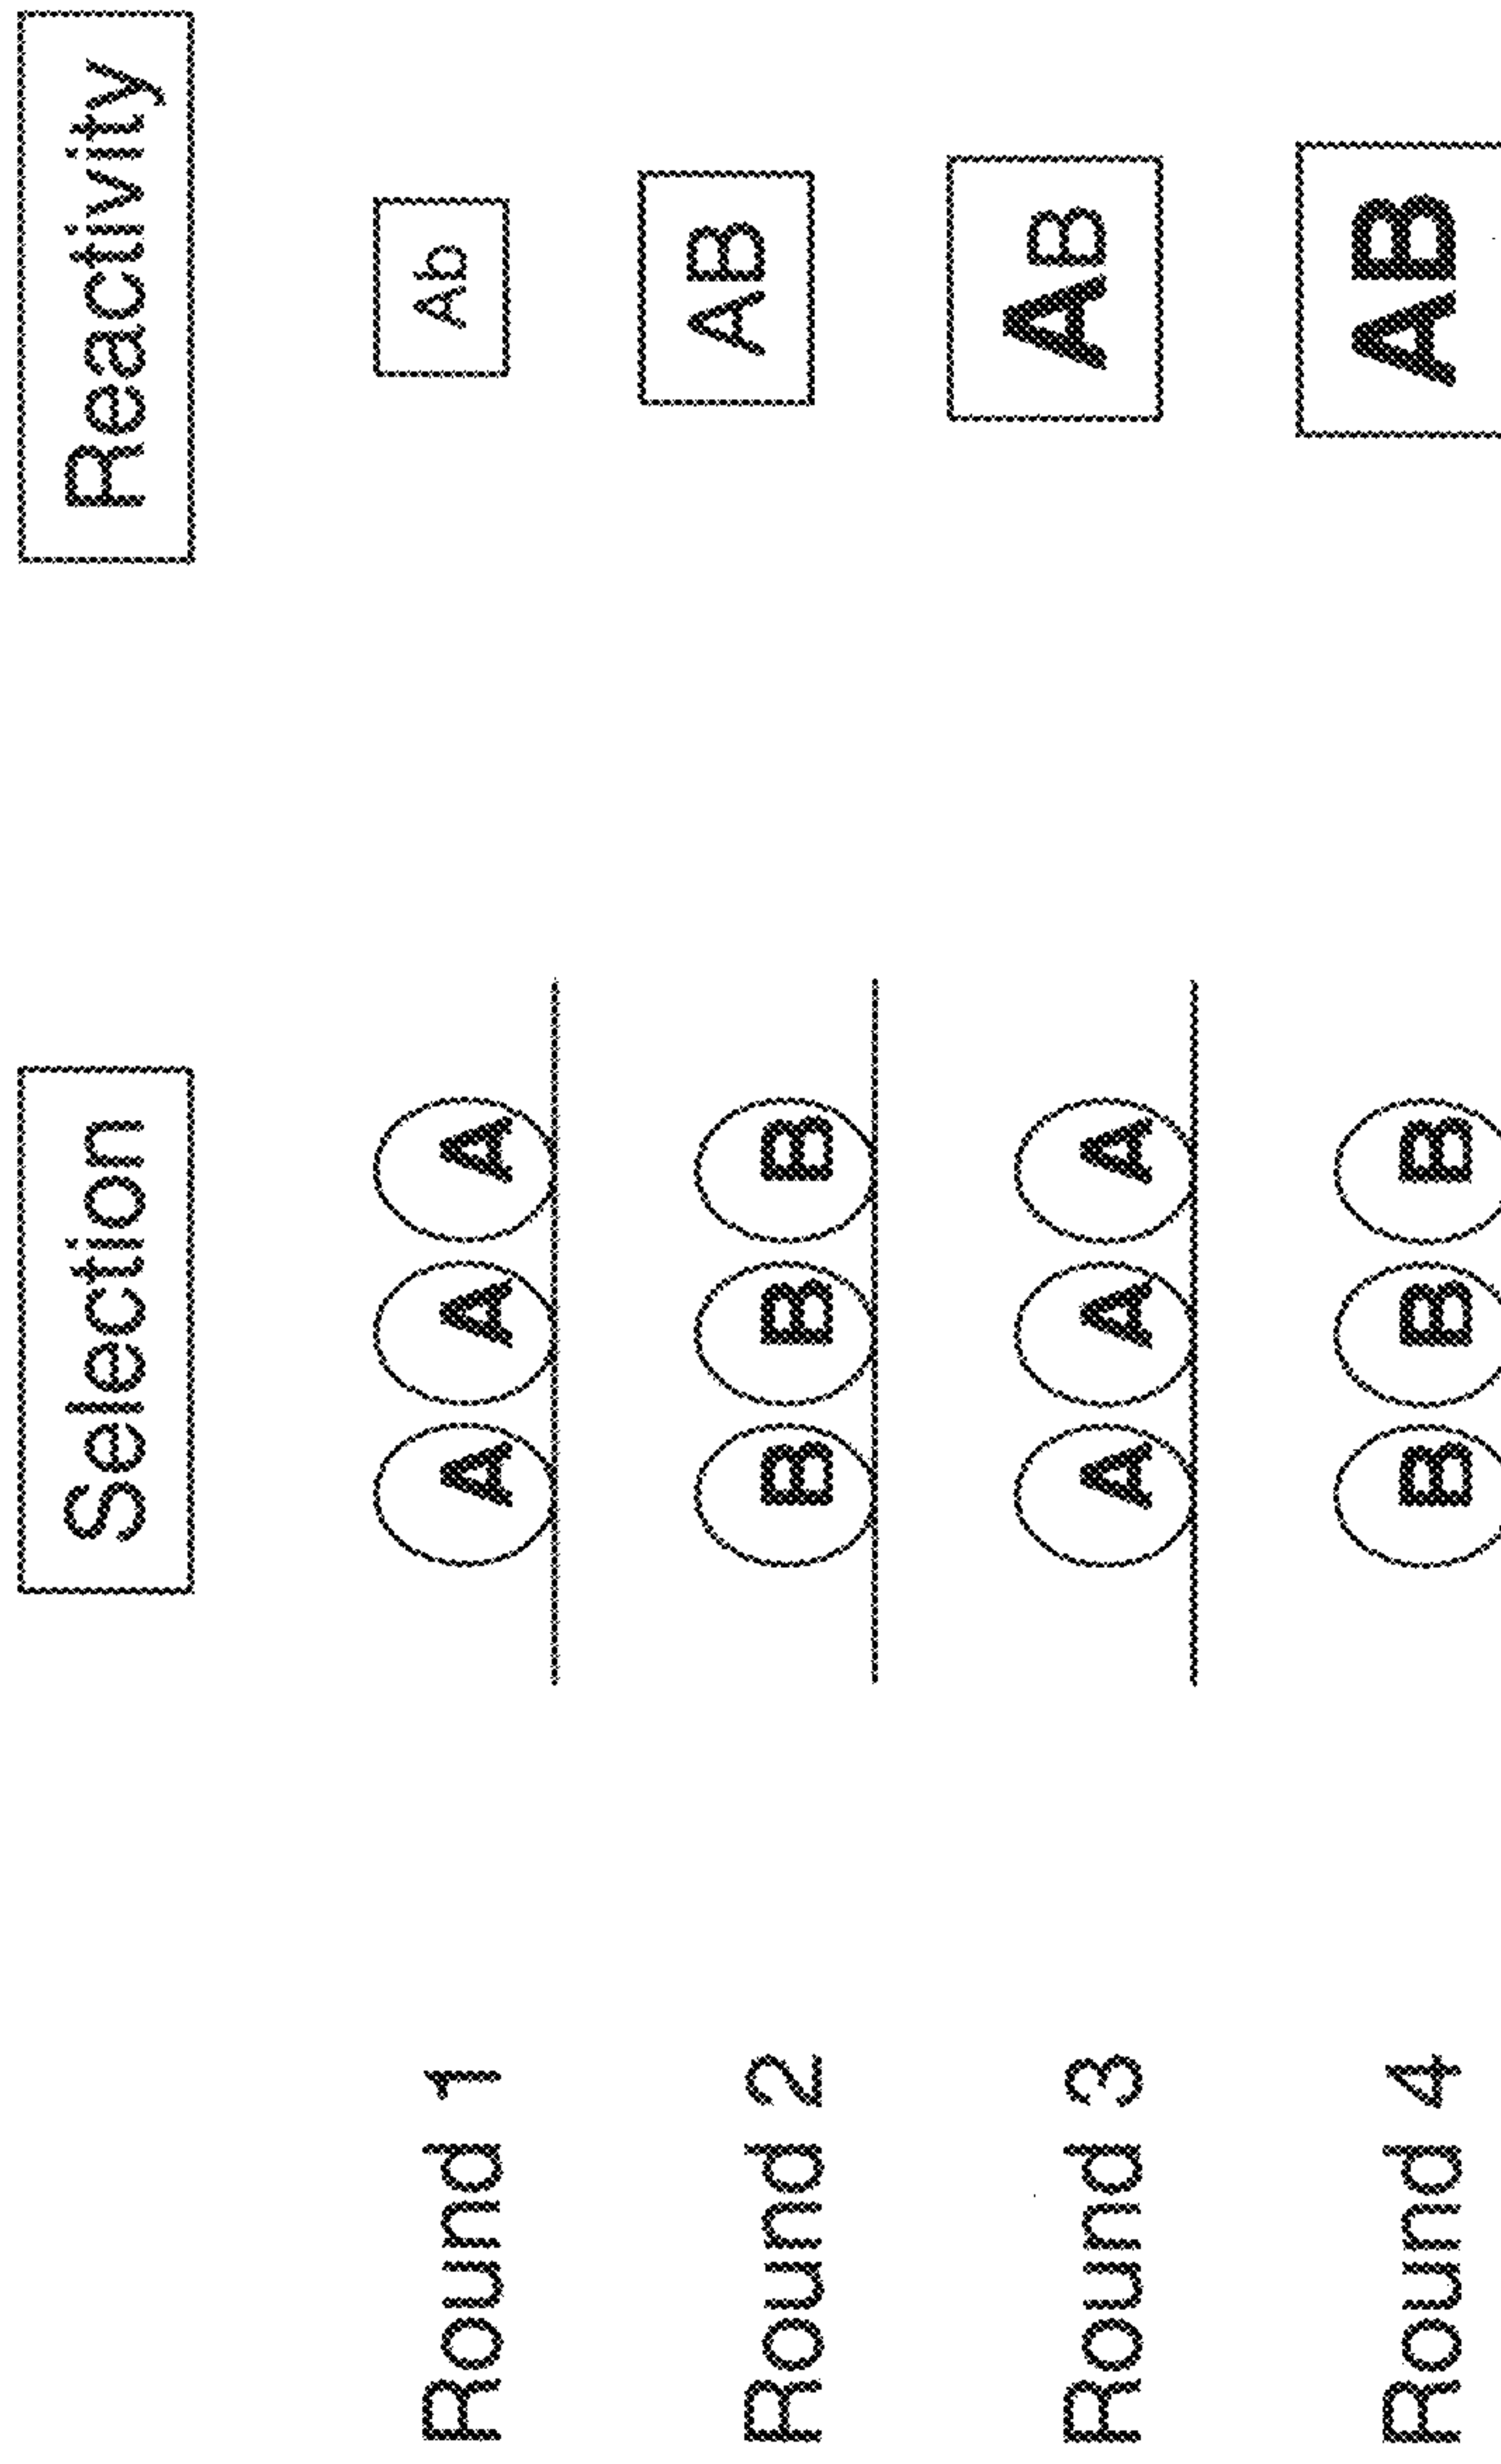 Selection Reactivity
Round 1 A A A Ab
Round 2 B B B AB
Round 3 A A A AB
Round 4 B B B AB